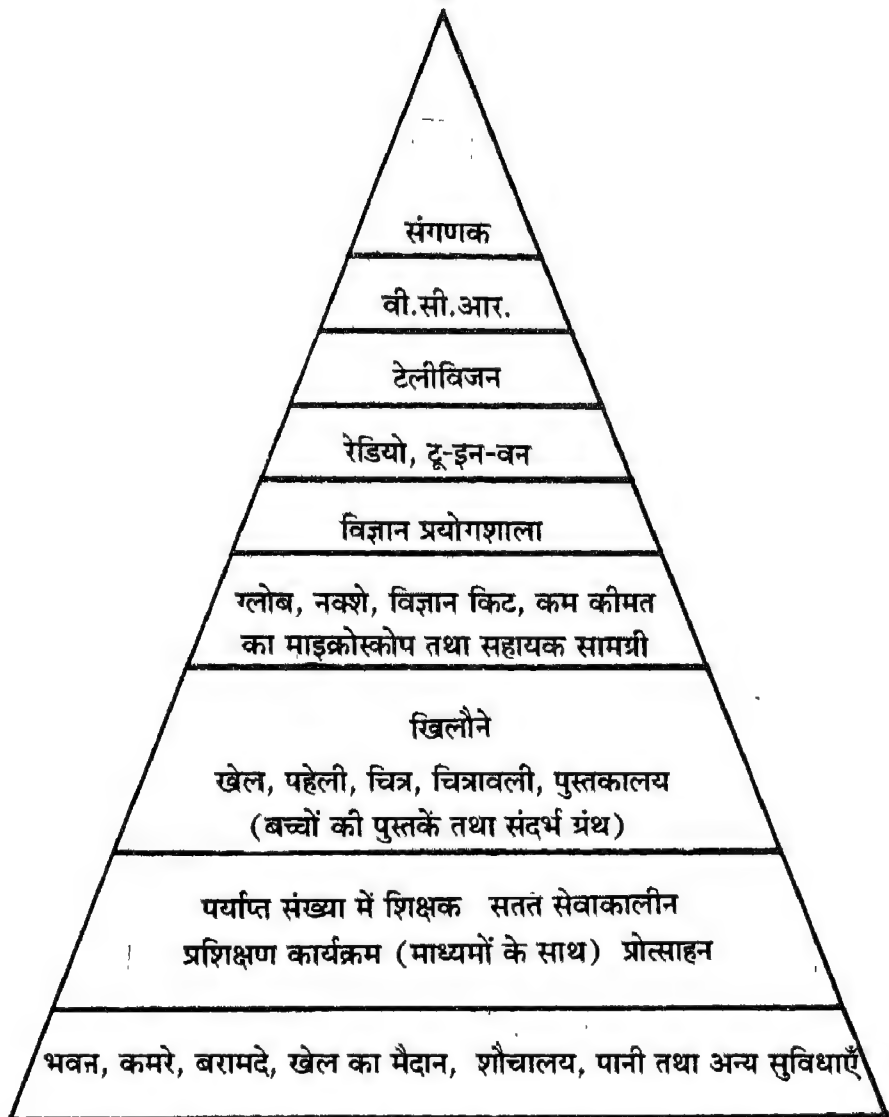 संगणक
वी.सी.आर.
टेलीविजन
रेडियो, टू-इन-वन
विज्ञान प्रयोगशाला
ग्लोब, नक्शे, विज्ञान किट, कम कीमत
का माइक्रोस्कोप तथा सहायक सामग्री
खिलौने
खेल, पहेली, चित्र, चित्रावली, पुस्तकालय
(बच्चों की पुस्तकें तथा संदर्भ ग्रंथ)
पर्याप्त संख्या में शिक्षक सतत सेवाकालीन
प्रशिक्षण कार्यक्रम (माध्यमों के साथ) प्रोत्साहन
भवन, कमरे, बरामदे, खेल का मैदान, शौचालय, पानी तथा अन्य सुविधाएँ